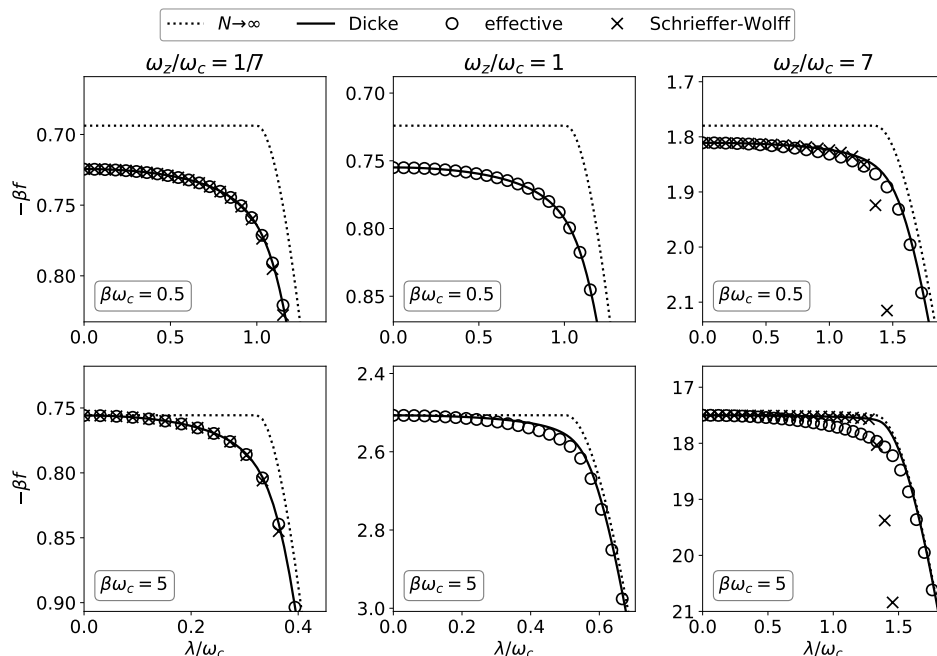 N→∞ Dicke effective Schrieffer-Wolff
ω_z/ω_c = 1/7
ω_z/ω_c = 1
ω_z/ω_c = 7
−βf
0.70
0.75
0.80
βω_c = 0.5
0.0 0.5 1.0
0.70
0.75
0.80
0.85
βω_c = 0.5
0.0 0.5 1.0
1.7
1.8
1.9
2.0
2.1
βω_c = 0.5
0.0 0.5 1.0 1.5
−βf
0.75
0.80
0.85
0.90
βω_c = 5
0.0 0.2 0.4
λ/ω_c
2.4
2.6
2.8
3.0
βω_c = 5
0.0 0.2 0.4 0.6
λ/ω_c
17
18
19
20
21
βω_c = 5
0.0 0.5 1.0 1.5
λ/ω_c